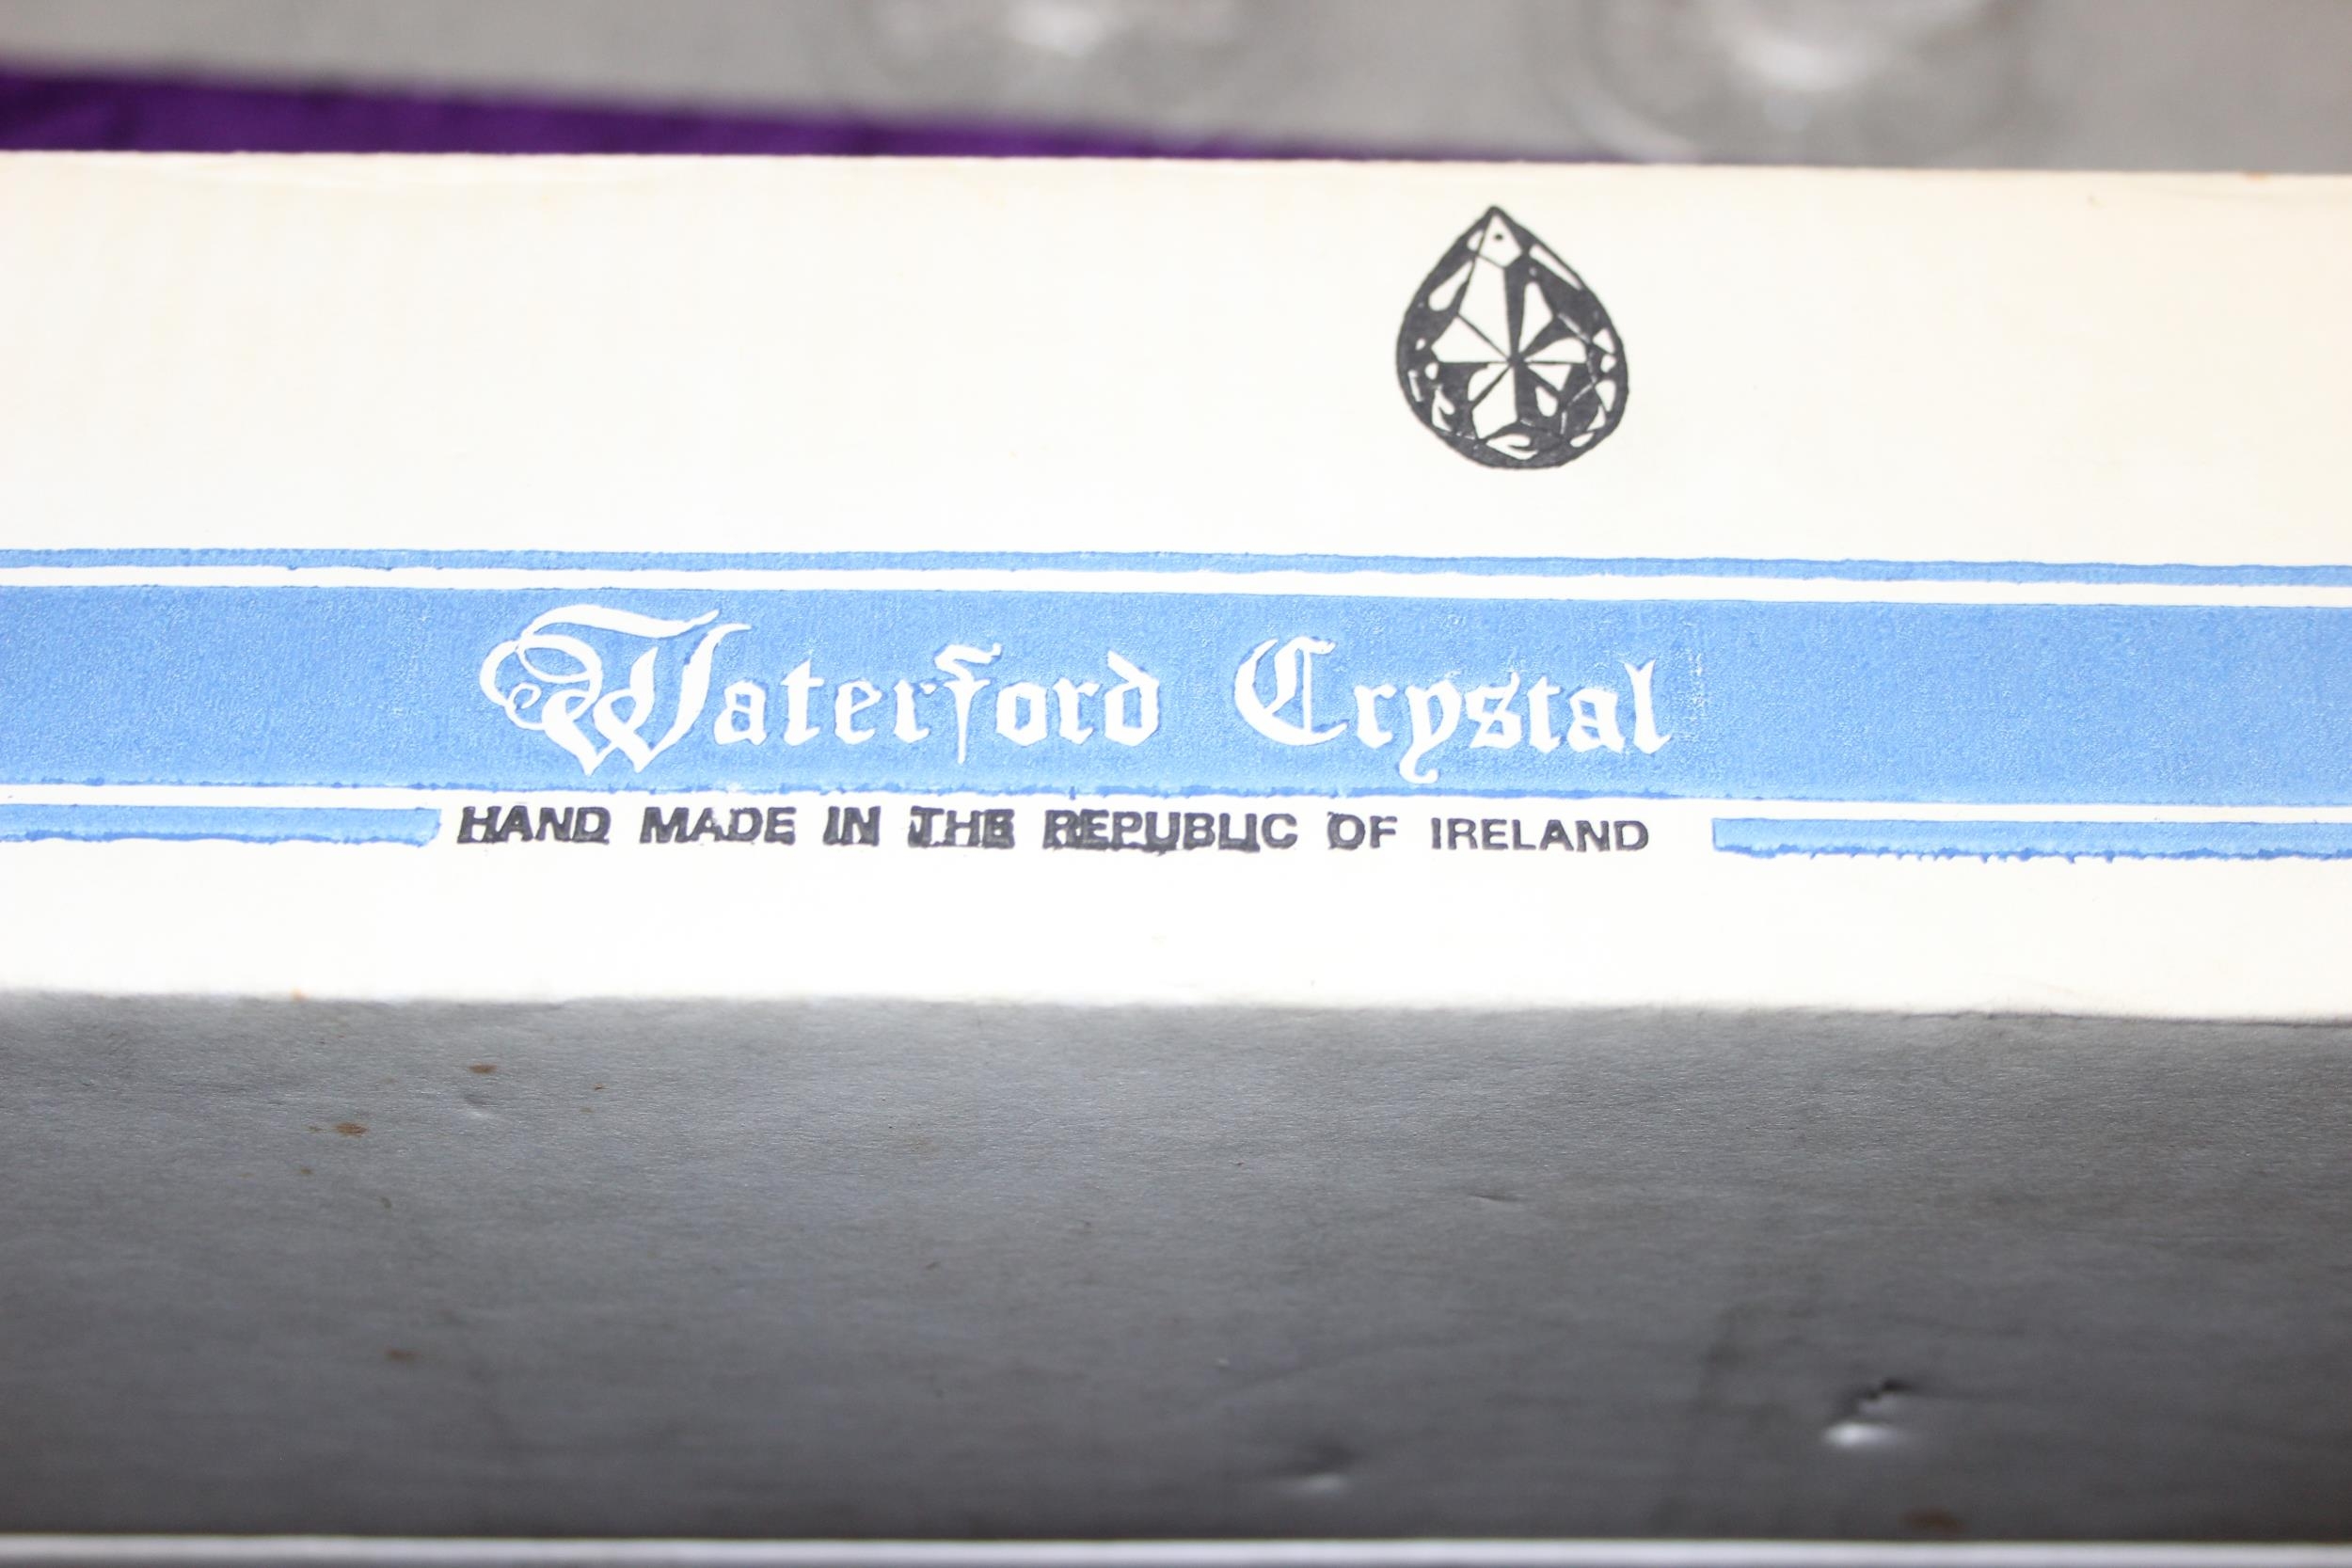 Waterford Crystal
HAND MADE IN THE REPUBLIC OF IRELAND